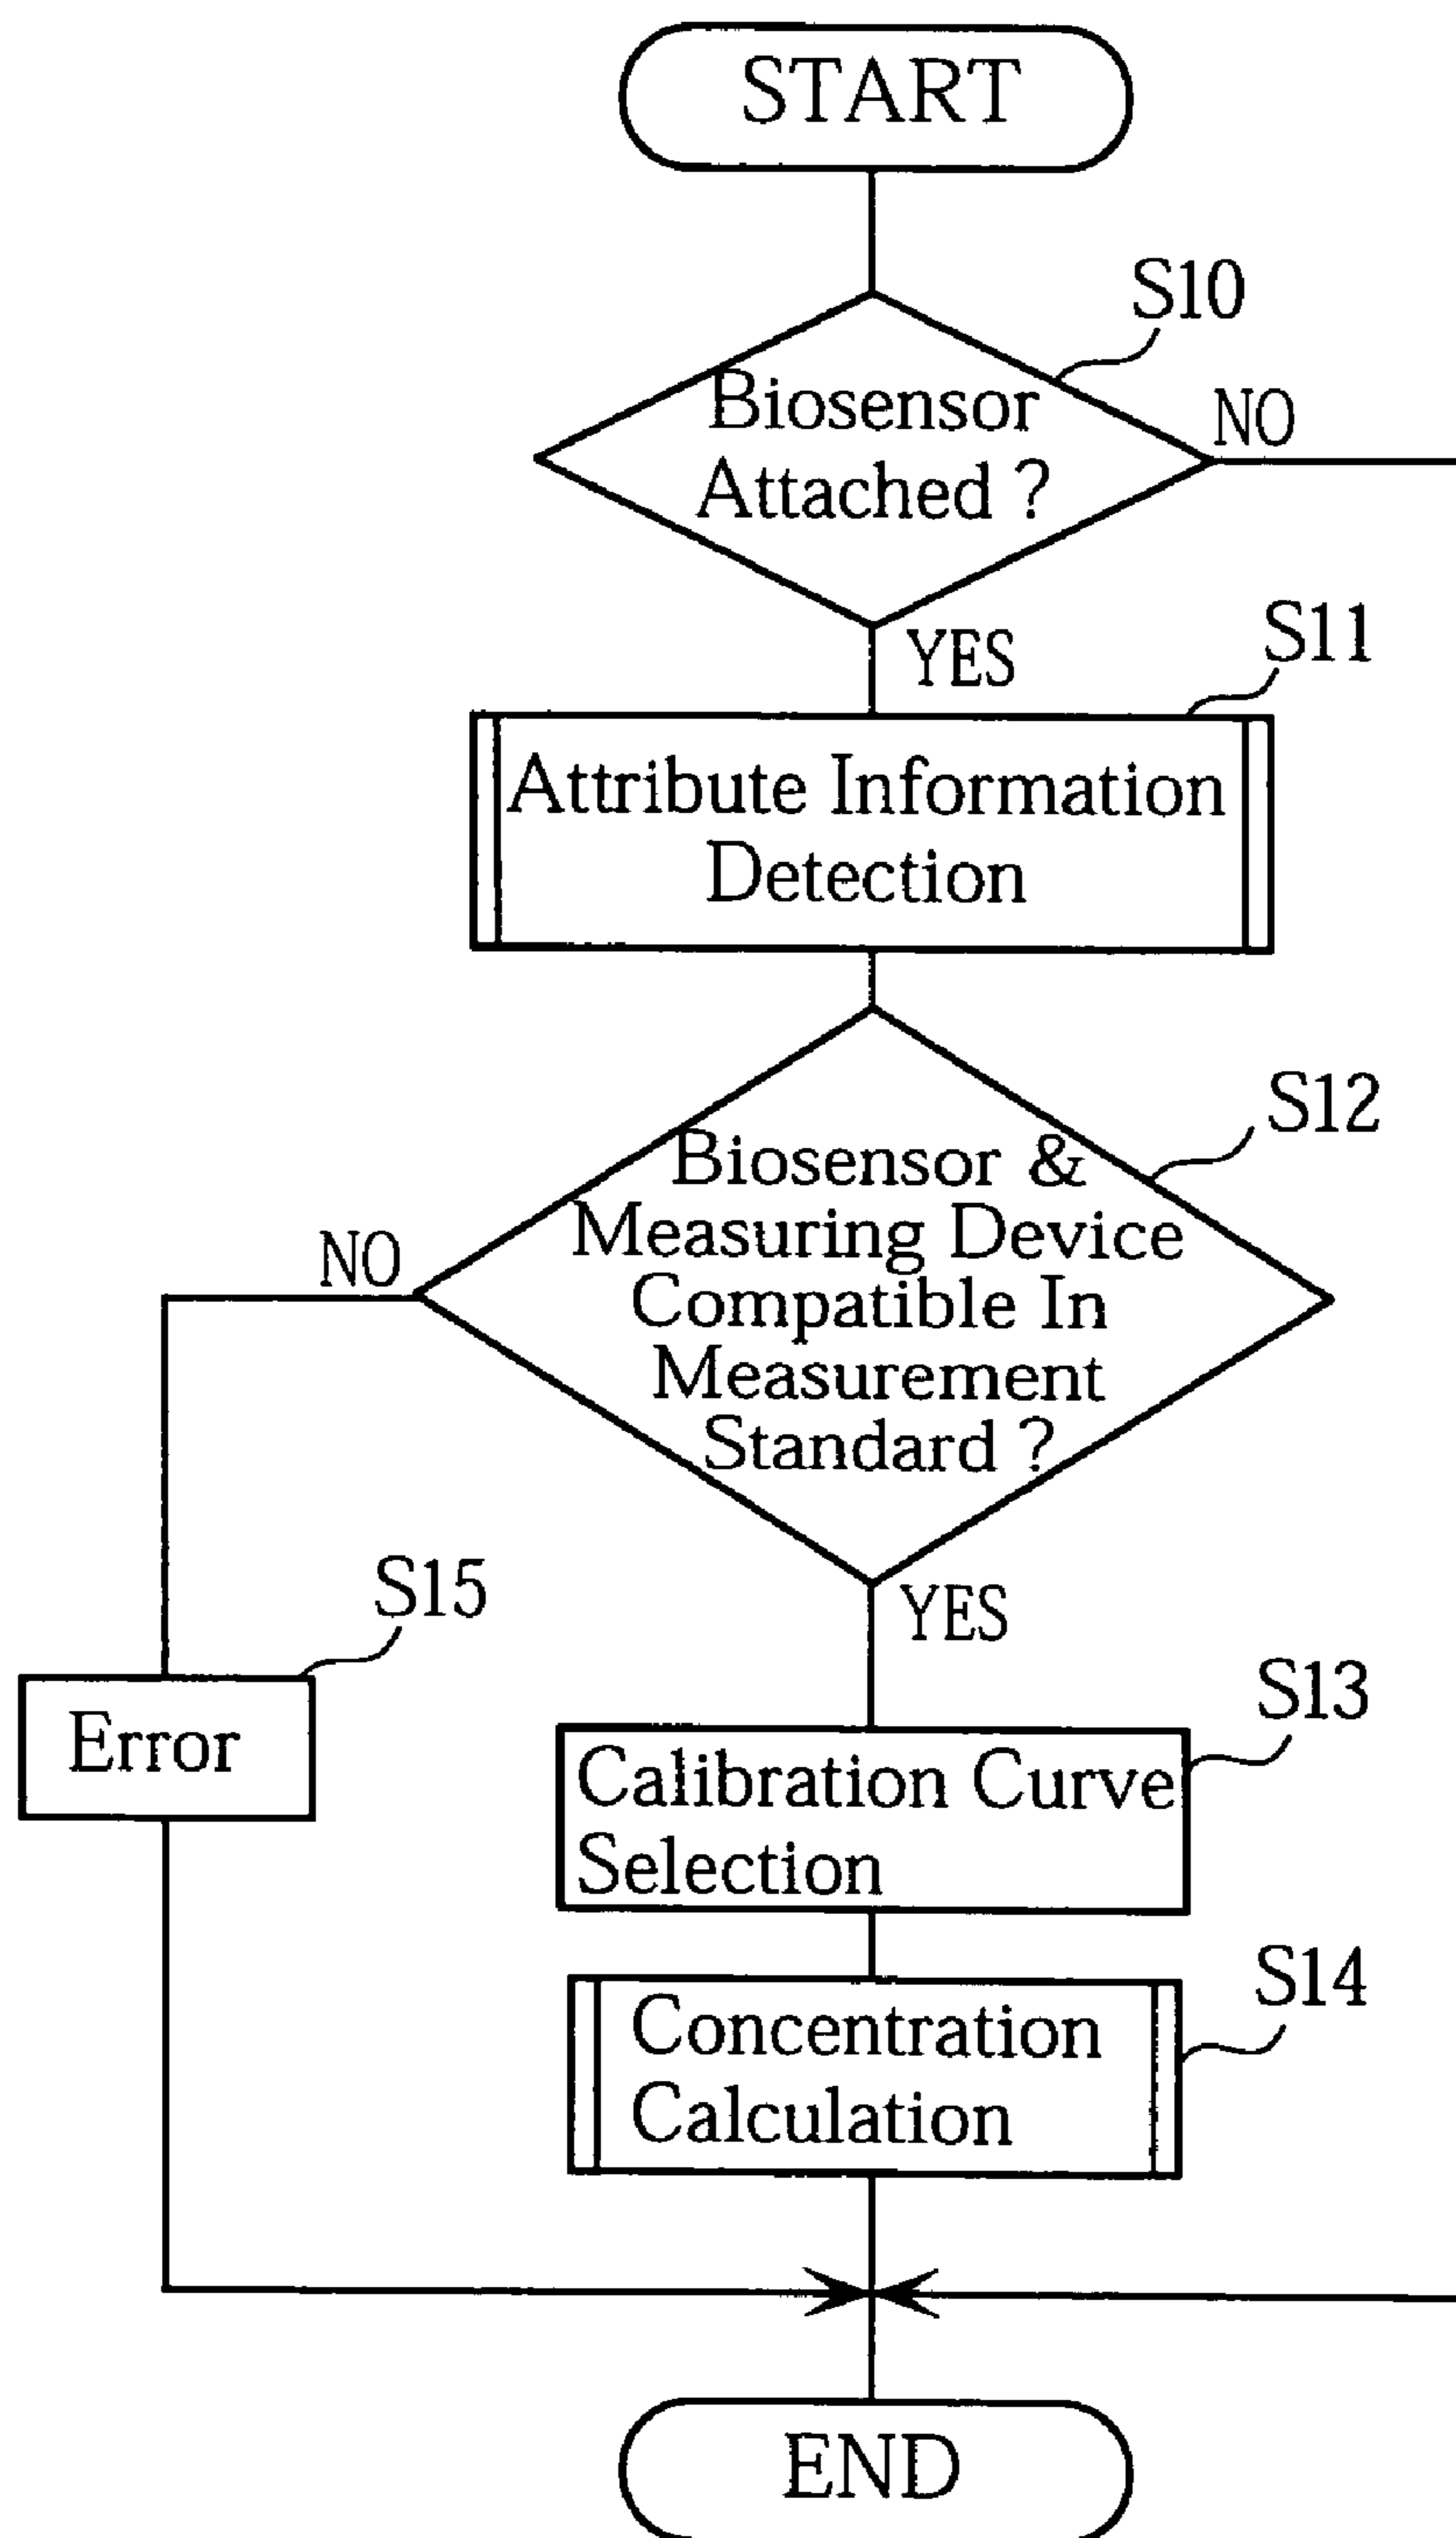 START
S10
Biosensor
Attached ?
NO
YES
S11
Attribute Information
Detection
S12
Biosensor &
Measuring Device
Compatible In
Measurement
Standard ?
NO
YES
S15
Error
S13
Calibration Curve
Selection
S14
Concentration
Calculation
END